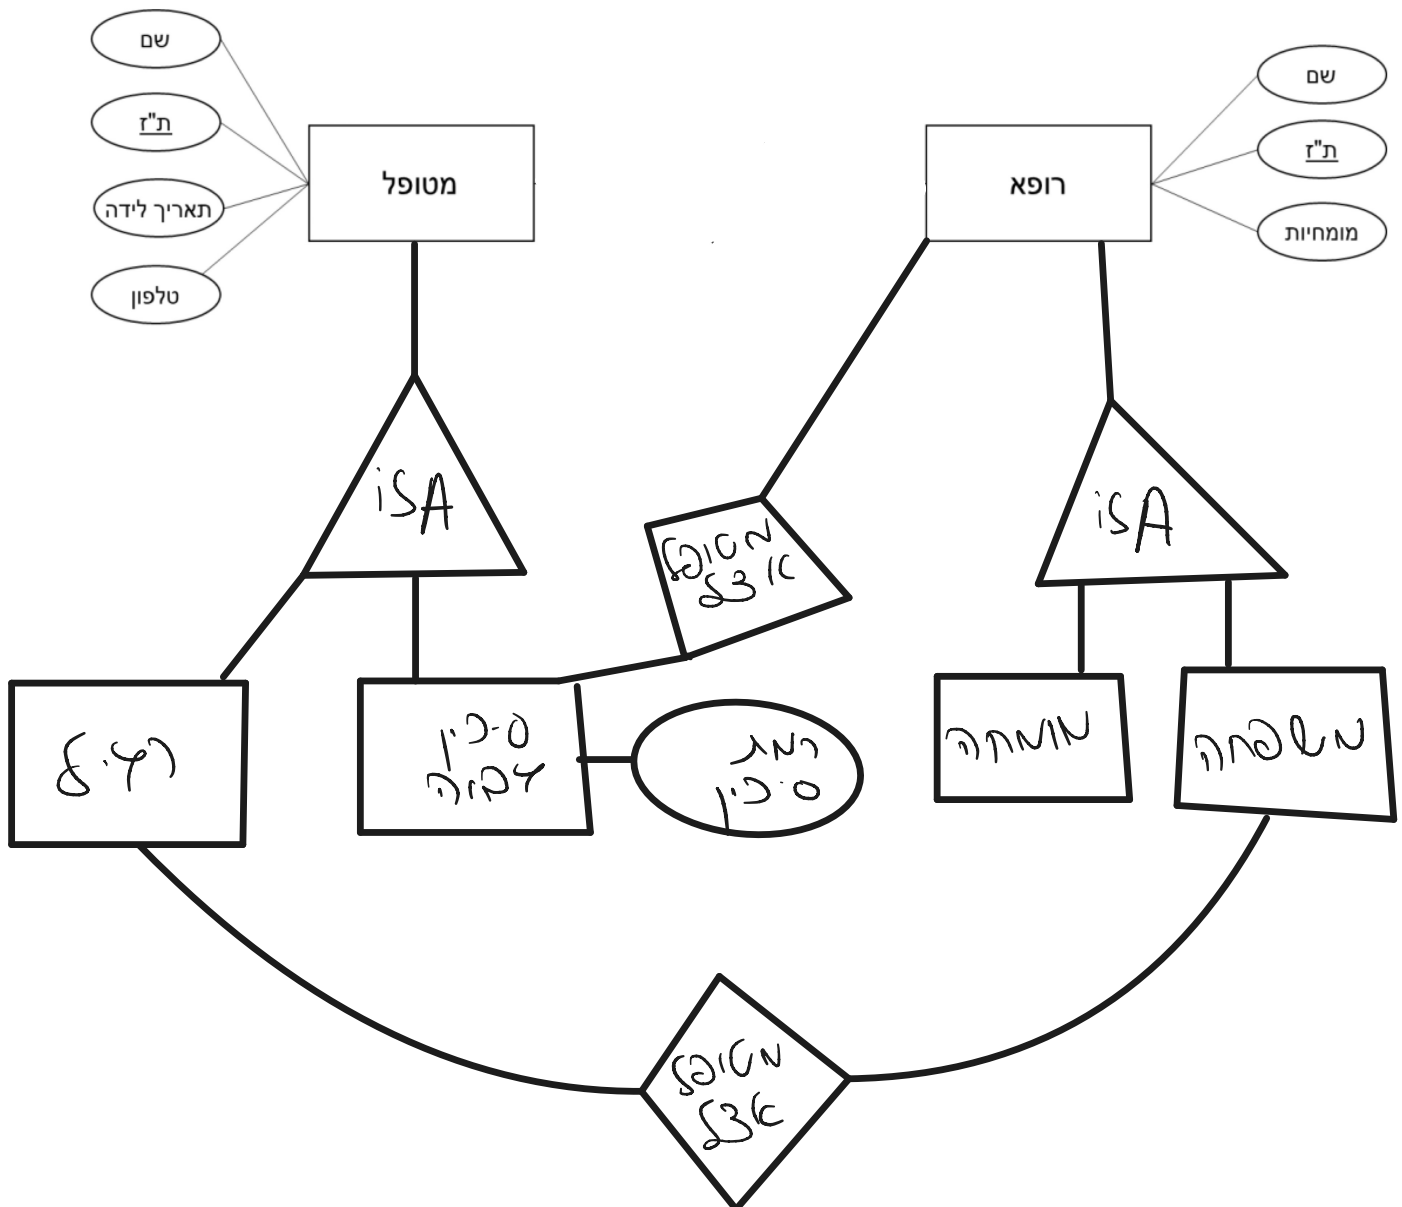 שם
ת"ז
תאריך לידה
טלפון
מטופל
רופא
שם
ת"ז
מומחיות
isA
isA
מטופל
אצל
רגיל
סיכון
גבוה
רמת
סיכון
מומחה
משפחה
מטופל
אצל